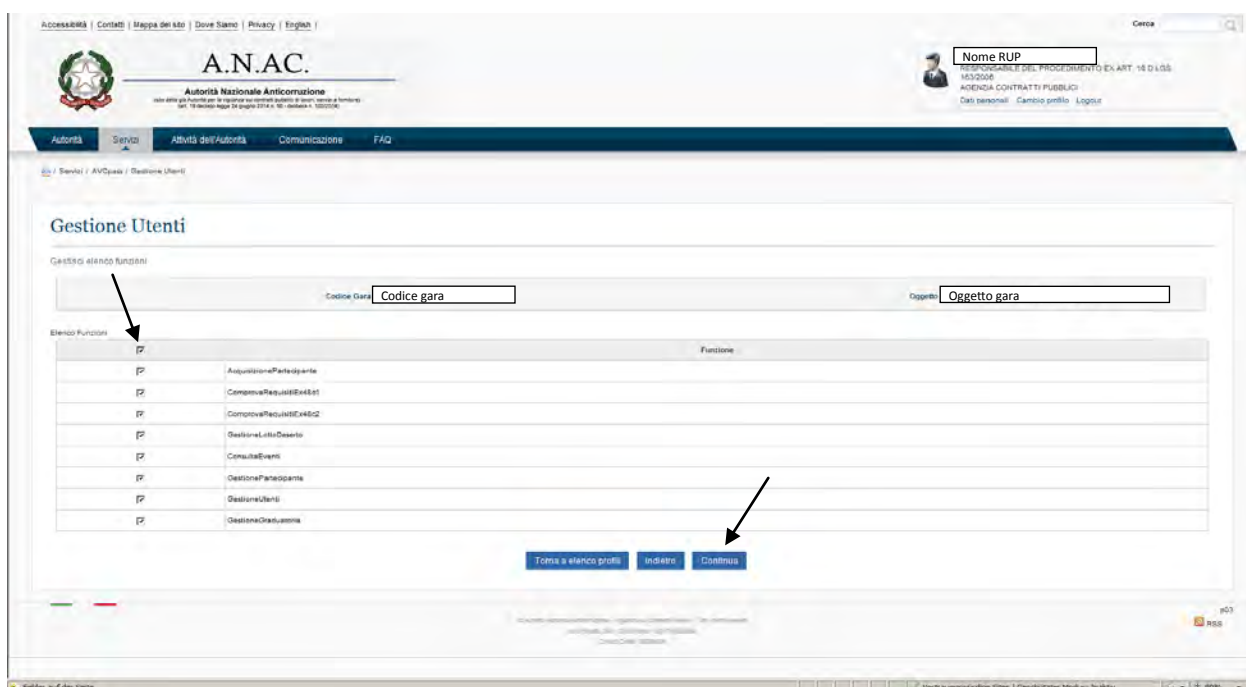 Accessibilità | Contatti | Mappa del sito | Dove Siamo | Privacy | English |
Cerca
A.N.AC.
Autorità Nazionale Anticorruzione
Nome RUP
RESPONSABILE DEL PROCEDIMENTO EX ART. 10 D.LGS.
163/2006
AGENZIA CONTRATTI PUBBLICI
Dati personali Cambio profilo Logout
Autorità Servizi Attività dell'Autorità Comunicazione FAQ
/ Servizi / AVCpass / Gestione Utenti
Gestione Utenti
Gestisci elenco funzioni
Codice Gara Codice gara Oggetto Oggetto gara
Elenco Funzioni
Funzione
AcquisizionePartecipante
ComprovaRequisitiEx48c1
ComprovaRequisitiEx48c2
GestioneLottoDeserto
ConsultaEventi
GestionePartecipante
GestioneUtenti
GestioneGraduatoria
Torna a elenco profili Indietro Continua
p03
RSS